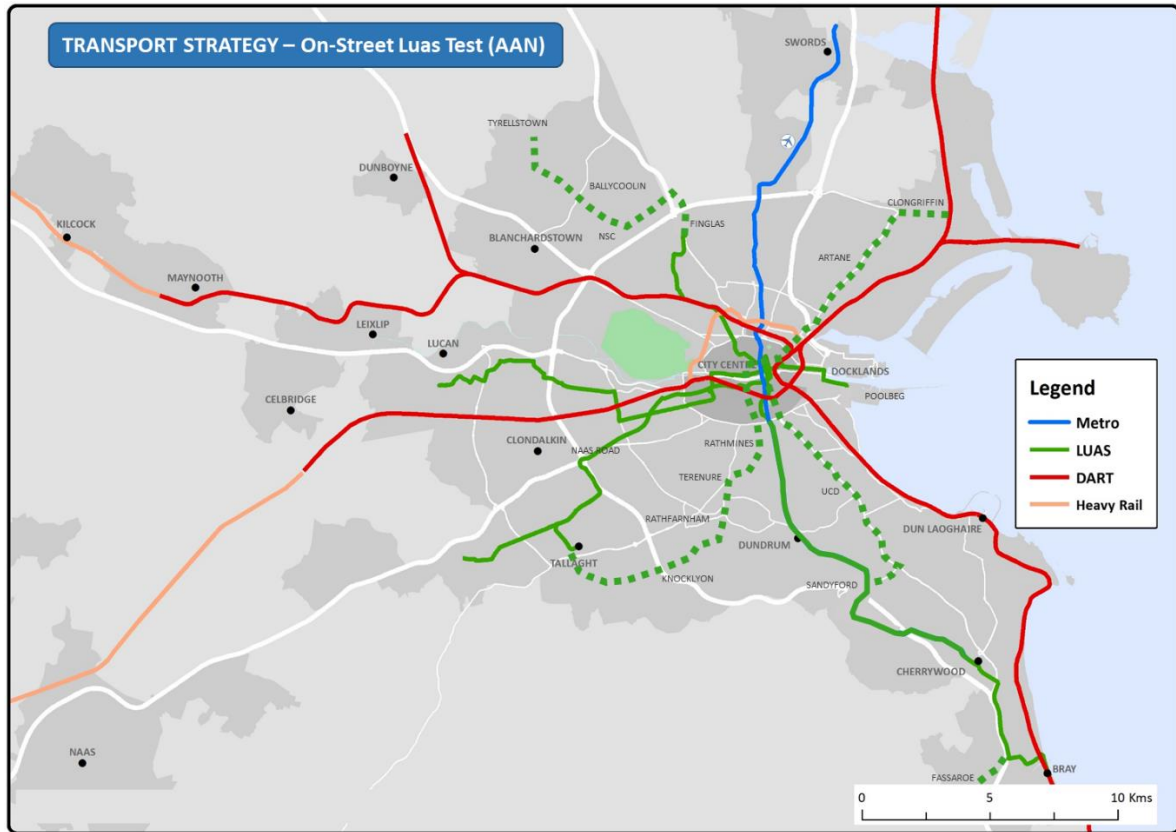 TRANSPORT STRATEGY – On-Street Luas Test (AAN)
SWORDS
TYRELLSTOWN
DUNBOYNE
BALLYCOOLIN
CLONGRIFFIN
KILCOCK
FINGLAS
NSC
BLANCHARDSTOWN
ARTANE
MAYNOOTH
LEIXLIP
LUCAN
CITY CENTRE
DOCKLANDS
POOLBEG
CELBRIDGE
CLONDALKIN
NAAS ROAD
RATHMINES
TERENURE
UCD
RATHFARNHAM
DUN LAOGHAIRE
DUNDRUM
TALLAGHT
KNOCKLYON
SANDYFORD
CHERRYWOOD
NAAS
FASSAROE
BRAY
Legend
Metro
LUAS
DART
Heavy Rail
0 5 10 Kms